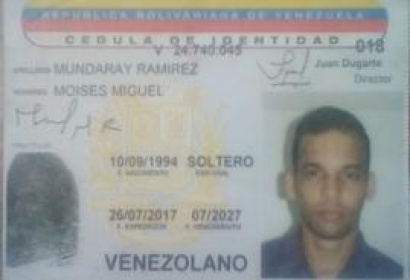 REPUBLICA BOLIVARIANA DE VENEZUELA
CEDULA DE IDENTIDAD
V 24.740.045 018
APELLIDOS MUNDARAY RAMIREZ Juan Dugarte
Director
NOMBRES MOISES MIGUEL
10/09/1994 SOLTERO
F. NACIMIENTO EDO. CIVIL
26/07/2017 07/2027
F. EXPEDICION F. VENCIMIENTO
VENEZOLANO